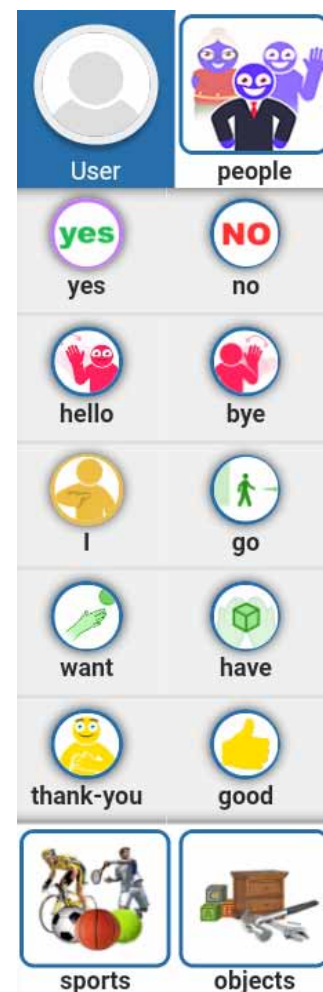 User people
yes NO
yes no
hello bye
I go
want have
thank-you good
sports objects